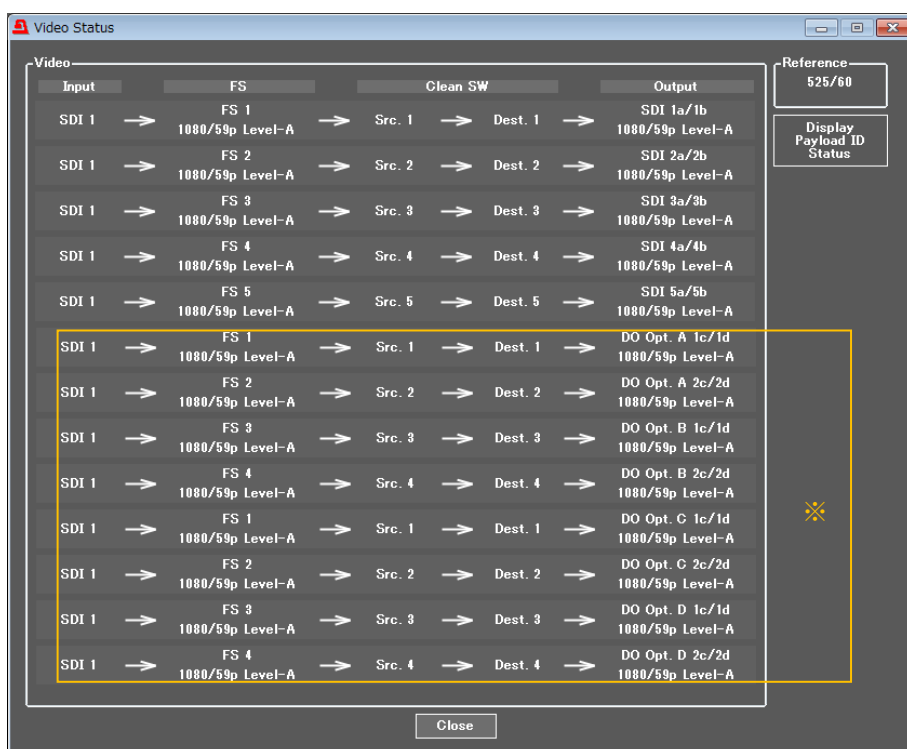 Video Status
Video
Input FS Clean SW Output
SDI 1 → FS 1 1080/59p Level-A → Src. 1 → Dest. 1 → SDI 1a/1b 1080/59p Level-A
SDI 1 → FS 2 1080/59p Level-A → Src. 2 → Dest. 2 → SDI 2a/2b 1080/59p Level-A
SDI 1 → FS 3 1080/59p Level-A → Src. 3 → Dest. 3 → SDI 3a/3b 1080/59p Level-A
SDI 1 → FS 4 1080/59p Level-A → Src. 4 → Dest. 4 → SDI 4a/4b 1080/59p Level-A
SDI 1 → FS 5 1080/59p Level-A → Src. 5 → Dest. 5 → SDI 5a/5b 1080/59p Level-A
SDI 1 → FS 1 1080/59p Level-A → Src. 1 → Dest. 1 → DO Opt. A 1c/1d 1080/59p Level-A
SDI 1 → FS 2 1080/59p Level-A → Src. 2 → Dest. 2 → DO Opt. A 2c/2d 1080/59p Level-A
SDI 1 → FS 3 1080/59p Level-A → Src. 3 → Dest. 3 → DO Opt. B 1c/1d 1080/59p Level-A
SDI 1 → FS 4 1080/59p Level-A → Src. 4 → Dest. 4 → DO Opt. B 2c/2d 1080/59p Level-A
SDI 1 → FS 1 1080/59p Level-A → Src. 1 → Dest. 1 → DO Opt. C 1c/1d 1080/59p Level-A
SDI 1 → FS 2 1080/59p Level-A → Src. 2 → Dest. 2 → DO Opt. C 2c/2d 1080/59p Level-A
SDI 1 → FS 3 1080/59p Level-A → Src. 3 → Dest. 3 → DO Opt. D 1c/1d 1080/59p Level-A
SDI 1 → FS 4 1080/59p Level-A → Src. 4 → Dest. 4 → DO Opt. D 2c/2d 1080/59p Level-A
Reference
525/60
Display
Payload ID
Status
※
Close